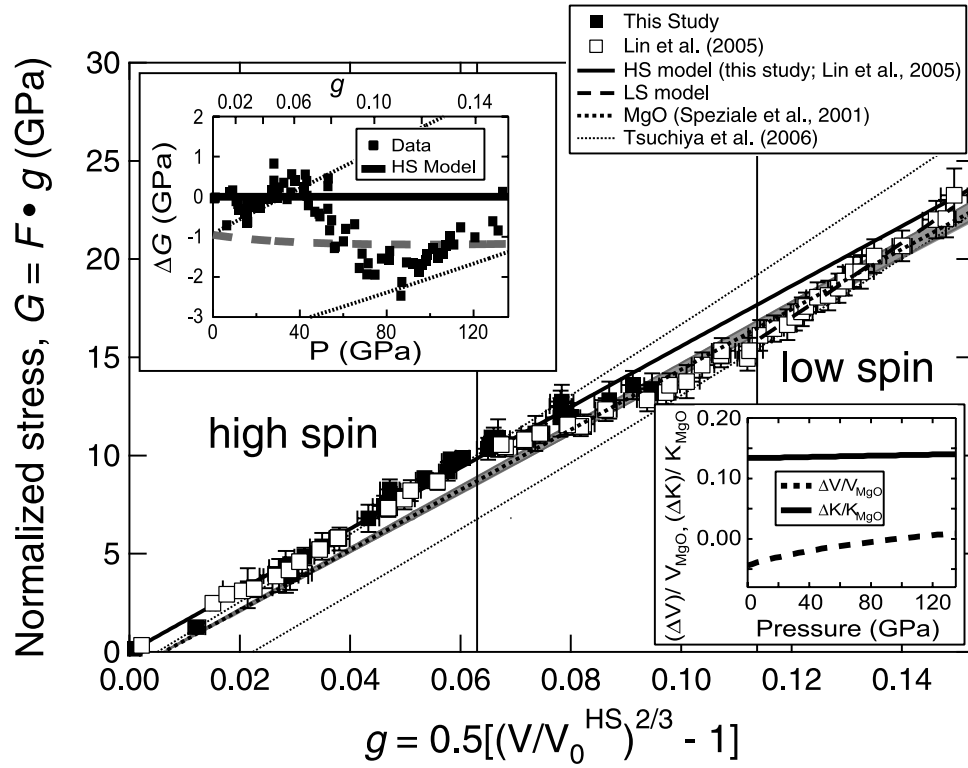 This Study
Lin et al. (2005)
HS model (this study; Lin et al., 2005)
LS model
MgO (Speziale et al., 2001)
Tsuchiya et al. (2006)
30
25
20
15
10
5
0
Normalized stress, G = F • g (GPa)
g
0.02 0.06 0.10 0.14
2
1
0
-1
-2
-3
ΔG (GPa)
Data
HS Model
0 40 80 120
P (GPa)
high spin
low spin
0.20
0.10
0.00
(ΔV)/ V_MgO, (ΔK)/ K_MgO
ΔV/V_MgO
ΔK/K_MgO
0 40 80 120
Pressure (GPa)
0.00 0.02 0.04 0.06 0.08 0.10 0.12 0.14
g = 0.5[(V/V₀^HS)^2/3 - 1]